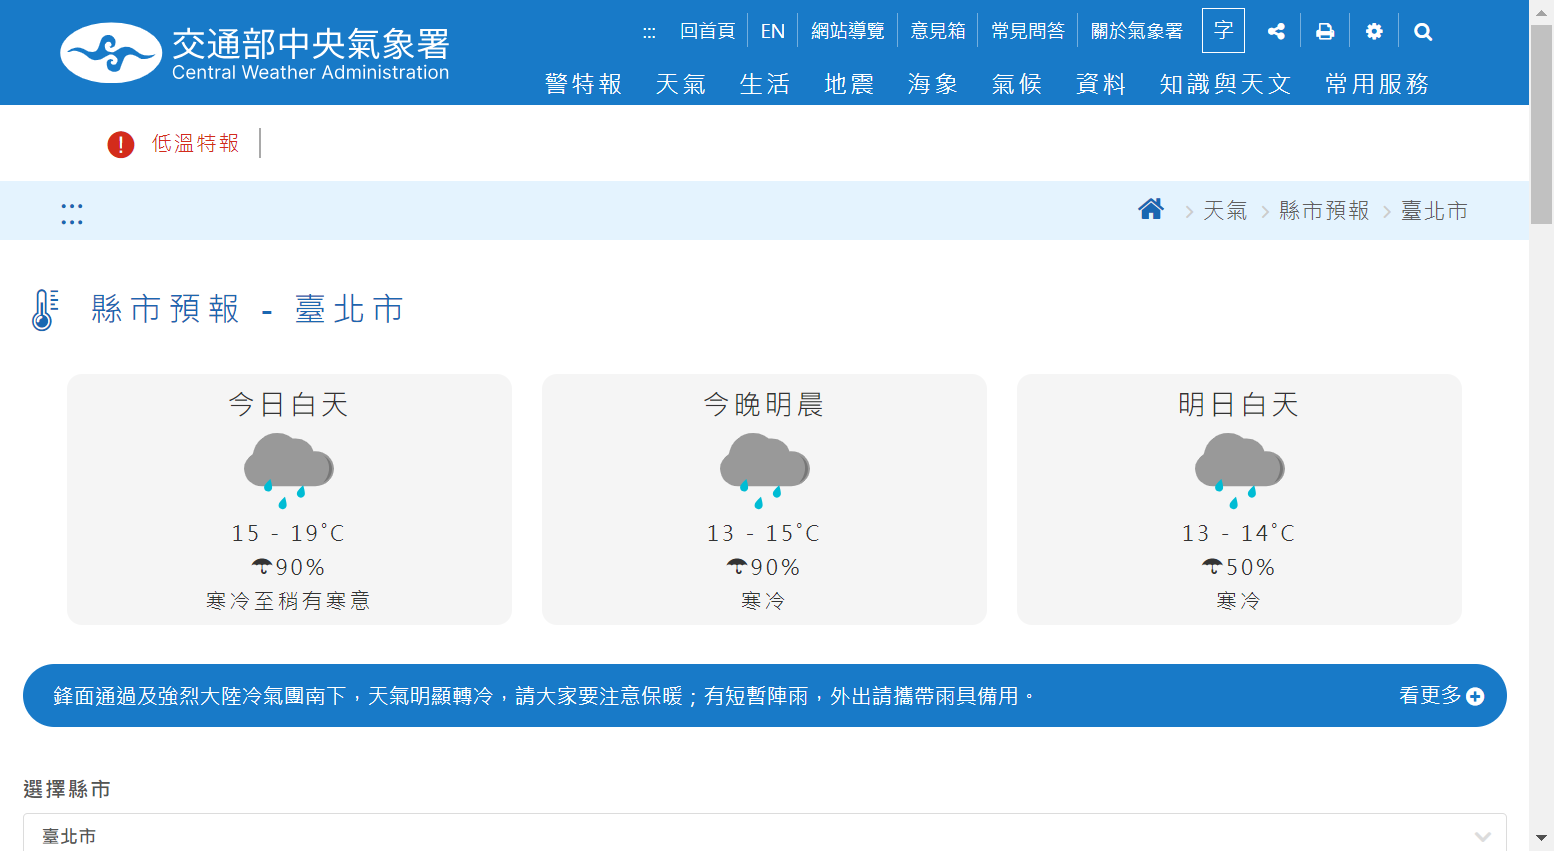 交通部中央氣象署
Central Weather Administration
::: 回首頁 EN 網站導覽 意見箱 常見問答 關於氣象署 字
警特報 天氣 生活 地震 海象 氣候 資料 知識與天文 常用服務
低溫特報
:::
天氣 > 縣市預報 > 臺北市
縣市預報 - 臺北市
今日白天
15 - 19°C
90%
寒冷至稍有寒意
今晚明晨
13 - 15°C
90%
寒冷
明日白天
13 - 14°C
50%
寒冷
鋒面通過及強烈大陸冷氣團南下，天氣明顯轉冷，請大家要注意保暖；有短暫陣雨，外出請攜帶雨具備用。
看更多
選擇縣市
臺北市